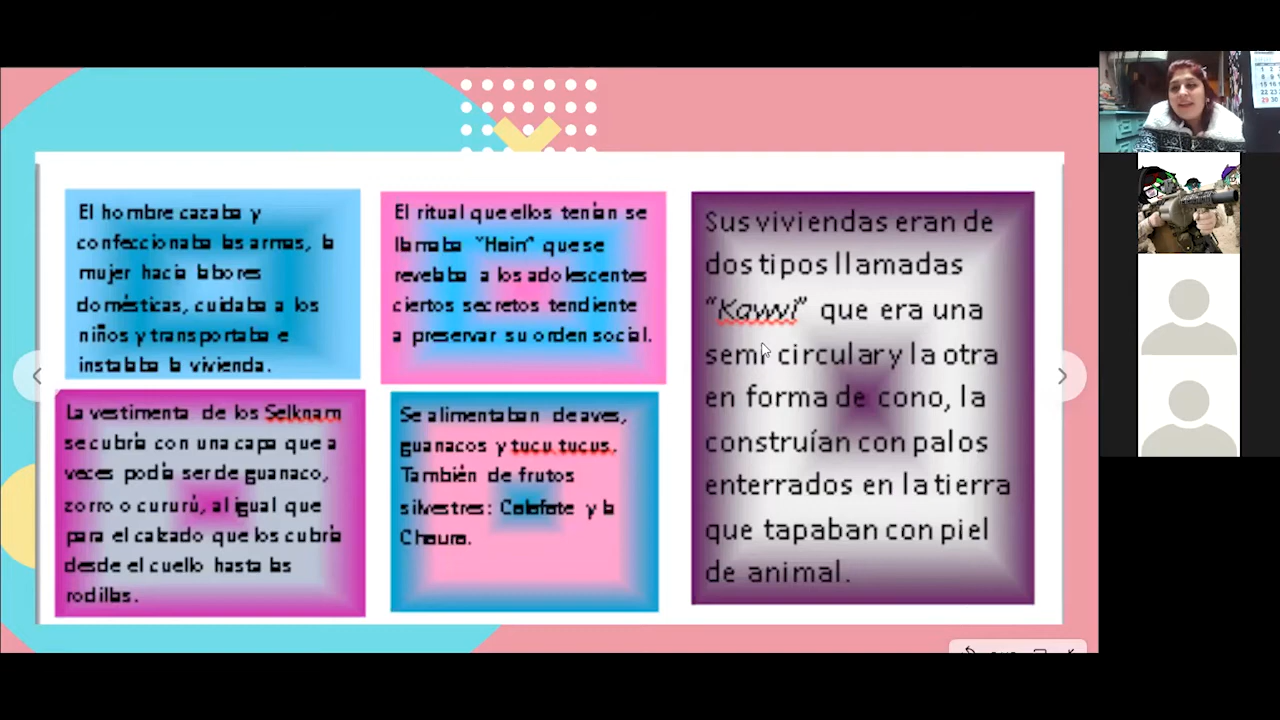 El hombre cazaba y
confeccionaba las armas, la
mujer hacia labores
domésticas, cuidaba a los
niños y transportaba e
instalaba la vivienda.
El ritual que ellos tenían se
llamaba "Hain" que se
revelaba a los adolescentes
ciertos secretos tendiente
a preservar su orden social.
Sus viviendas eran de
dos tipos llamadas
"Kawi" que era una
semi circular y la otra
en forma de cono, la
construían con palos
enterrados en la tierra
que tapaban con piel
de animal.
La vestimenta de los Selknam
se cubría con una capa que a
veces podía ser de guanaco,
zorro o cururú, al igual que
para el calzado que los cubría
desde el cuello hasta las
rodillas.
Se alimentaban de aves,
guanacos y tucu tucus.
También de frutos
silvestres: Calafate y la
Chaura.